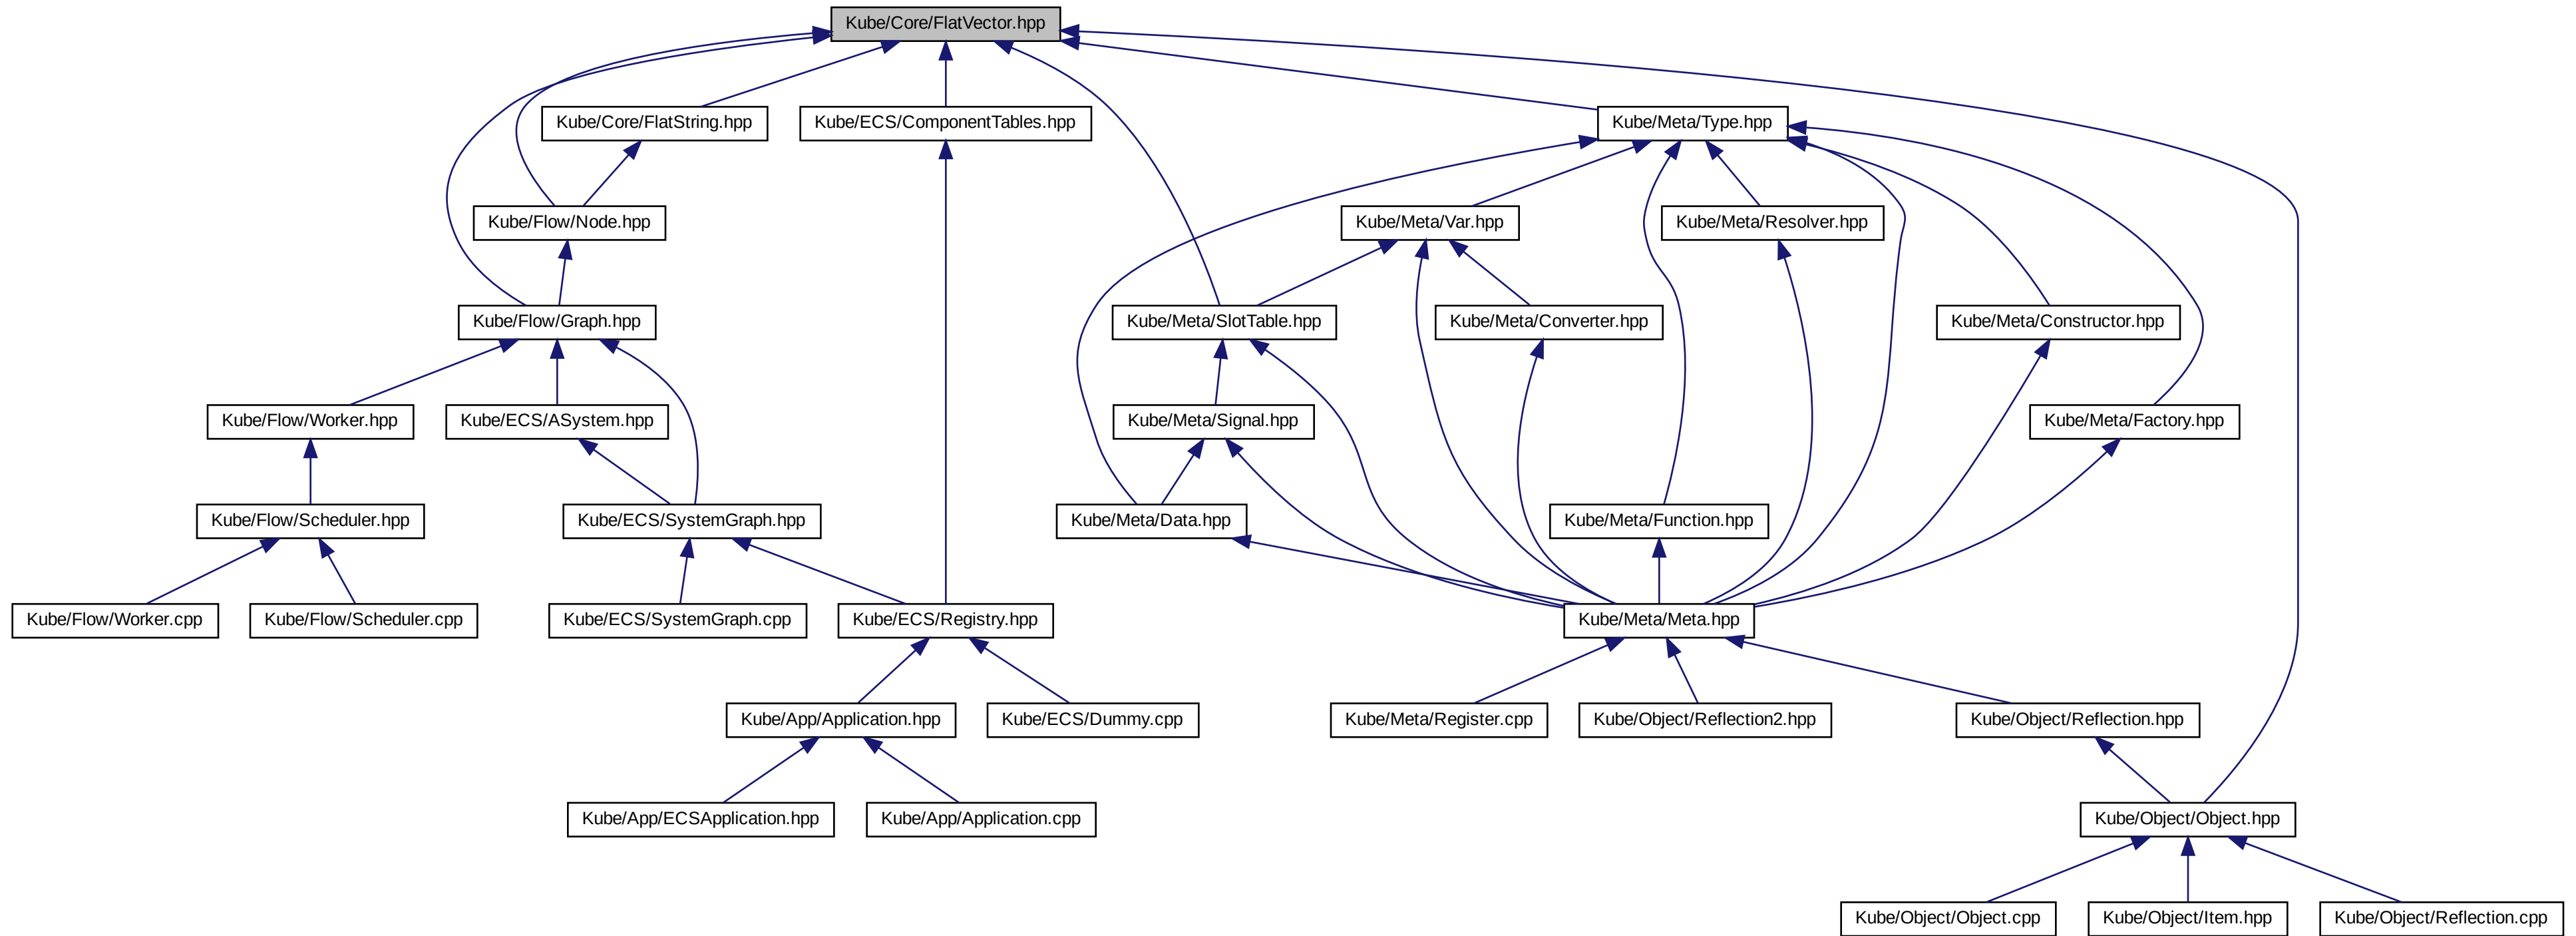 Kube/Core/FlatVector.hpp
Kube/Core/FlatString.hpp
Kube/ECS/ComponentTables.hpp
Kube/Meta/Type.hpp
Kube/Flow/Node.hpp
Kube/Meta/Var.hpp
Kube/Meta/Resolver.hpp
Kube/Flow/Graph.hpp
Kube/Meta/SlotTable.hpp
Kube/Meta/Converter.hpp
Kube/Meta/Constructor.hpp
Kube/Flow/Worker.hpp
Kube/ECS/ASystem.hpp
Kube/Meta/Signal.hpp
Kube/Meta/Factory.hpp
Kube/Flow/Scheduler.hpp
Kube/ECS/SystemGraph.hpp
Kube/Meta/Data.hpp
Kube/Meta/Function.hpp
Kube/Flow/Worker.cpp
Kube/Flow/Scheduler.cpp
Kube/ECS/SystemGraph.cpp
Kube/ECS/Registry.hpp
Kube/Meta/Meta.hpp
Kube/App/Application.hpp
Kube/ECS/Dummy.cpp
Kube/Meta/Register.cpp
Kube/Object/Reflection2.hpp
Kube/Object/Reflection.hpp
Kube/App/ECSApplication.hpp
Kube/App/Application.cpp
Kube/Object/Object.hpp
Kube/Object/Object.cpp
Kube/Object/Item.hpp
Kube/Object/Reflection.cpp